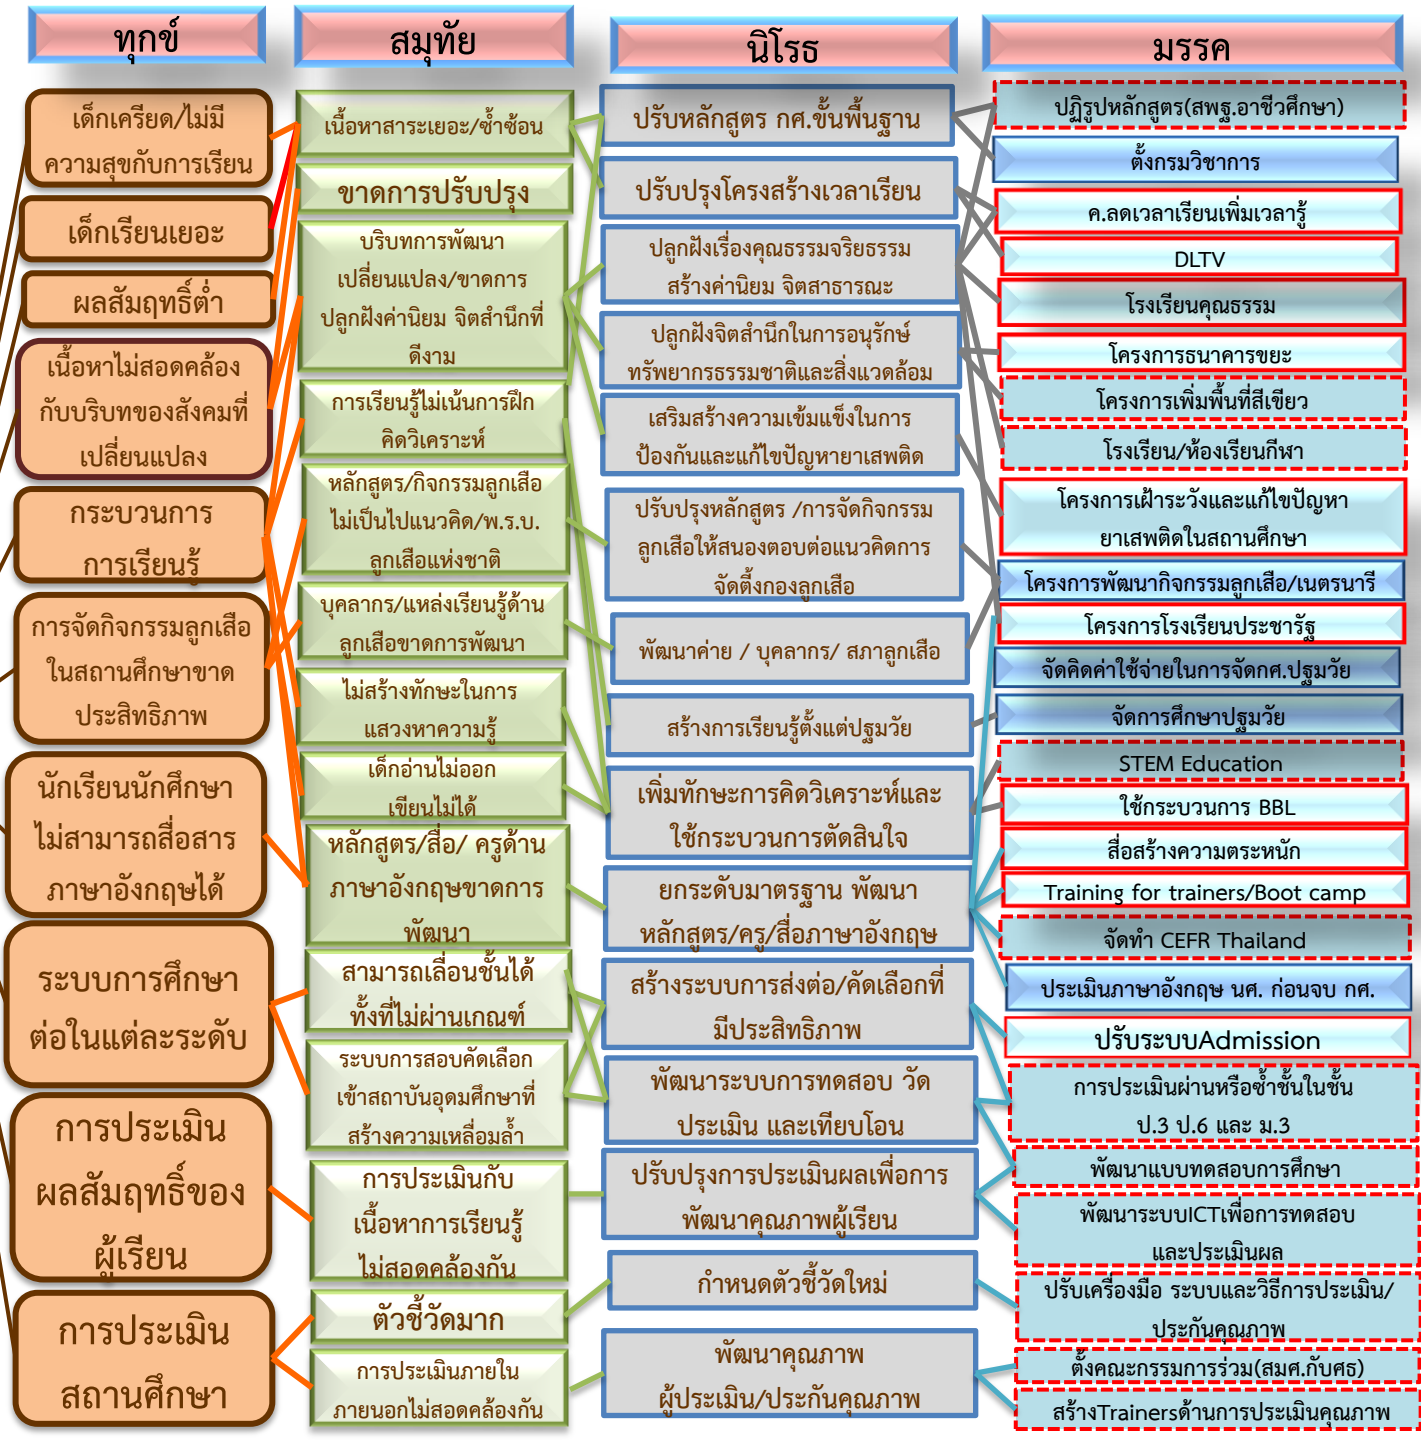 ทุกข์
เด็กเครียด/ไม่มี
ความสุขกับการเรียน
เด็กเรียนเยอะ
ผลสัมฤทธิ์ต่ำ
เนื้อหาไม่สอดคล้อง
กับบริบทของสังคมที่
เปลี่ยนแปลง
กระบวนการ
การเรียนรู้
การจัดกิจกรรมลูกเสือ
ในสถานศึกษาขาด
ประสิทธิภาพ
นักเรียนนักศึกษา
ไม่สามารถสื่อสาร
ภาษาอังกฤษได้
ระบบการศึกษา
ต่อในแต่ละระดับ
การประเมิน
ผลสัมฤทธิ์ของ
ผู้เรียน
การประเมิน
สถานศึกษา
สมุทัย
เนื้อหาสาระเยอะ/ซ้ำซ้อน
ขาดการปรับปรุง
บริบทการพัฒนา
เปลี่ยนแปลง/ขาดการ
ปลูกฝังค่านิยม จิตสำนึกที่
ดีงาม
การเรียนรู้ไม่เน้นการฝึก
คิดวิเคราะห์
หลักสูตร/กิจกรรมลูกเสือ
ไม่เป็นไปแนวคิด/พ.ร.บ.
ลูกเสือแห่งชาติ
บุคลากร/แหล่งเรียนรู้ด้าน
ลูกเสือขาดการพัฒนา
ไม่สร้างทักษะในการ
แสวงหาความรู้
เด็กอ่านไม่ออก
เขียนไม่ได้
หลักสูตร/สื่อ/ ครูด้าน
ภาษาอังกฤษขาดการ
พัฒนา
สามารถเลื่อนชั้นได้
ทั้งที่ไม่ผ่านเกณฑ์
ระบบการสอบคัดเลือก
เข้าสถาบันอุดมศึกษาที่
สร้างความเหลื่อมล้ำ
การประเมินกับ
เนื้อหาการเรียนรู้
ไม่สอดคล้องกัน
ตัวชี้วัดมาก
การประเมินภายใน
ภายนอกไม่สอดคล้องกัน
นิโรธ
ปรับหลักสูตร กศ.ขั้นพื้นฐาน
ปรับปรุงโครงสร้างเวลาเรียน
ปลูกฝังเรื่องคุณธรรมจริยธรรม
สร้างค่านิยม จิตสาธารณะ
ปลูกฝังจิตสำนึกในการอนุรักษ์
ทรัพยากรธรรมชาติและสิ่งแวดล้อม
เสริมสร้างความเข้มแข็งในการ
ป้องกันและแก้ไขปัญหายาเสพติด
ปรับปรุงหลักสูตร /การจัดกิจกรรม
ลูกเสือให้สนองตอบต่อแนวคิดการ
จัดตี้งกองลูกเสือ
พัฒนาค่าย / บุคลากร/ สภาลูกเสือ
สร้างการเรียนรู้ตั้งแต่ปฐมวัย
เพิ่มทักษะการคิดวิเคราะห์และ
ใช้กระบวนการตัดสินใจ
ยกระดับมาตรฐาน พัฒนา
หลักสูตร/ครู/สื่อภาษาอังกฤษ
สร้างระบบการส่งต่อ/คัดเลือกที่
มีประสิทธิภาพ
พัฒนาระบบการทดสอบ วัด
ประเมิน และเทียบโอน
ปรับปรุงการประเมินผลเพื่อการ
พัฒนาคุณภาพผู้เรียน
กำหนดตัวชี้วัดใหม่
พัฒนาคุณภาพ
ผู้ประเมิน/ประกันคุณภาพ
มรรค
ปฏิรูปหลักสูตร(สพฐ.อาชีวศึกษา)
ตั้งกรมวิชาการ
ค.ลดเวลาเรียนเพิ่มเวลารู้
DLTV
โรงเรียนคุณธรรม
โครงการธนาคารขยะ
โครงการเพิ่มพื้นที่สีเขียว
โรงเรียน/ห้องเรียนกีฬา
โครงการเฝ้าระวังและแก้ไขปัญหา
ยาเสพติดในสถานศึกษา
โครงการพัฒนากิจกรรมลูกเสือ/เนตรนารี
โครงการโรงเรียนประชารัฐ
จัดคิดค่าใช้จ่ายในการจัดกศ.ปฐมวัย
จัดการศึกษาปฐมวัย
STEM Education
ใช้กระบวนการ BBL
สื่อสร้างความตระหนัก
Training for trainers/Boot camp
จัดทำ CEFR Thailand
ประเมินภาษาอังกฤษ นศ. ก่อนจบ กศ.
ปรับระบบAdmission
การประเมินผ่านหรือซ้ำชั้นในชั้น
ป.3 ป.6 และ ม.3
พัฒนาแบบทดสอบการศึกษา
พัฒนาระบบICTเพื่อการทดสอบ
และประเมินผล
ปรับเครื่องมือ ระบบและวิธีการประเมิน/
ประกันคุณภาพ
ตั้งคณะกรรมการร่วม(สมศ.กับศธ)
สร้างTrainersด้านการประเมินคุณภาพ